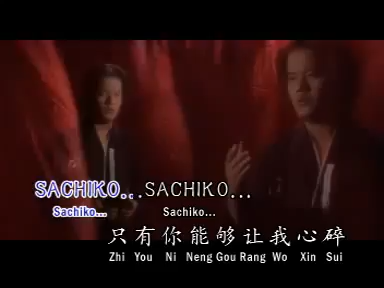 SACHIKO...SACHIKO...
Sachiko... Sachiko...
只有你能够让我心碎
Zhi You Ni Neng Gou Rang Wo Xin Sui